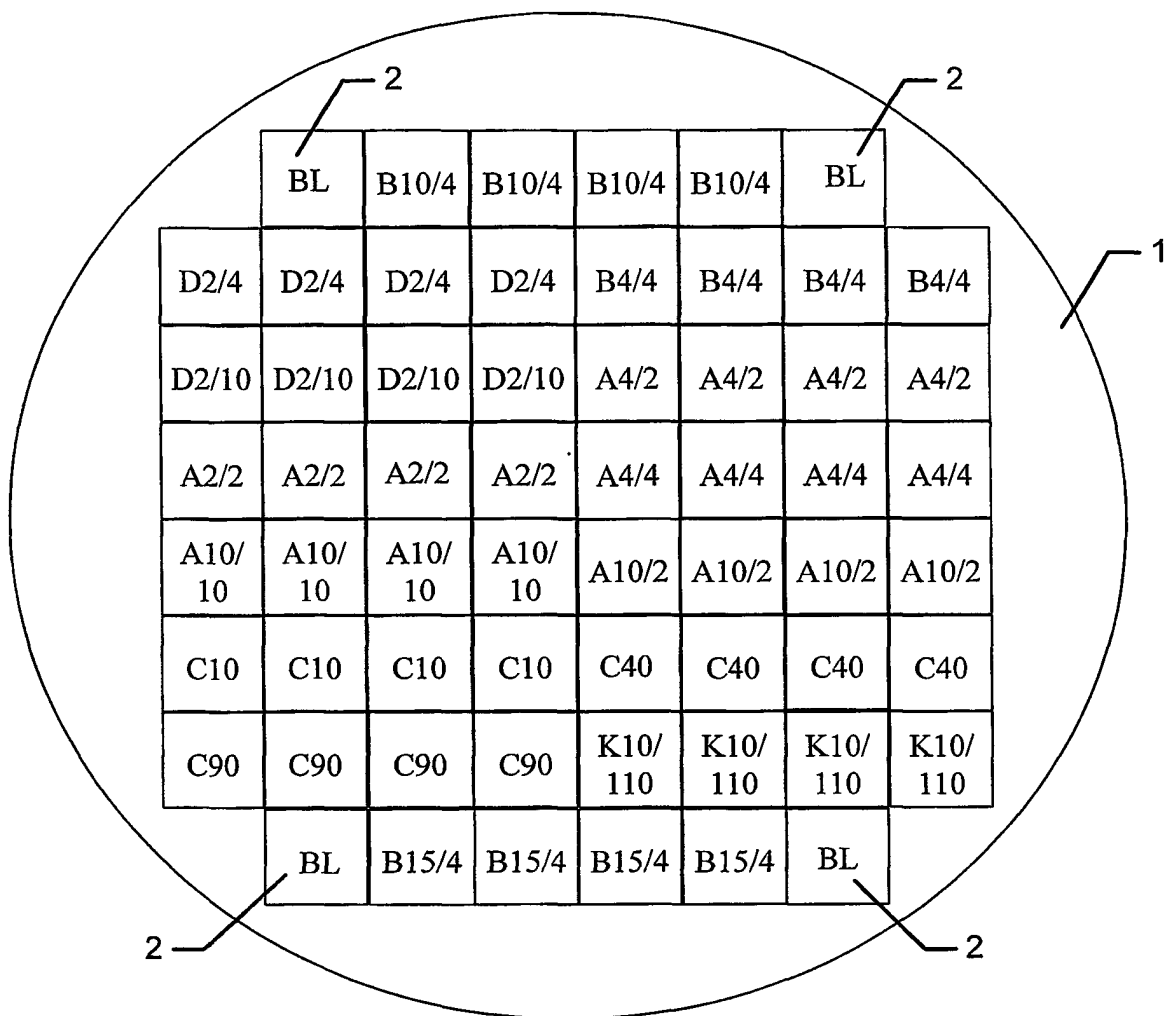 2 2
BL B10/4 B10/4 B10/4 B10/4 BL
1
D2/4 D2/4 D2/4 D2/4 B4/4 B4/4 B4/4 B4/4
D2/10 D2/10 D2/10 D2/10 A4/2 A4/2 A4/2 A4/2
A2/2 A2/2 A2/2 A2/2 A4/4 A4/4 A4/4 A4/4
A10/ A10/ A10/ A10/ A10/2 A10/2 A10/2 A10/2
10 10 10 10
C10 C10 C10 C10 C40 C40 C40 C40
C90 C90 C90 C90 K10/ K10/ K10/ K10/
110 110 110 110
BL B15/4 B15/4 B15/4 B15/4 BL
2 2